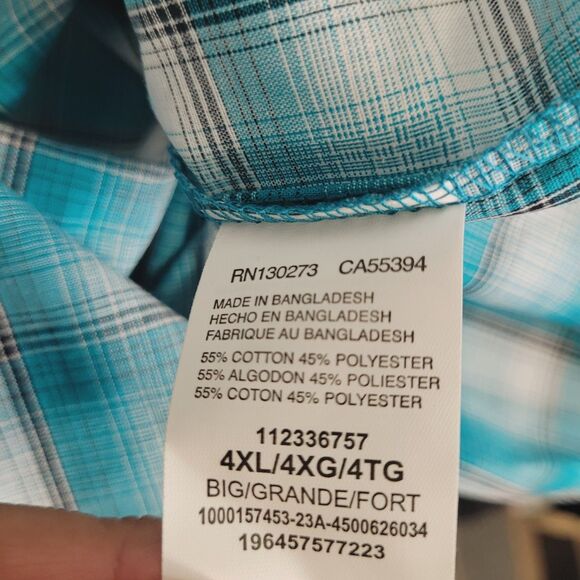 RN130273 CA55394
MADE IN BANGLADESH
HECHO EN BANGLADESH
FABRIQUE AU BANGLADESH
55% COTTON 45% POLYESTER
55% ALGODON 45% POLIESTER
55% COTON 45% POLYESTER
112336757
4XL/4XG/4TG
BIG/GRANDE/FORT
1000157453-23A-4500626034
196457577223